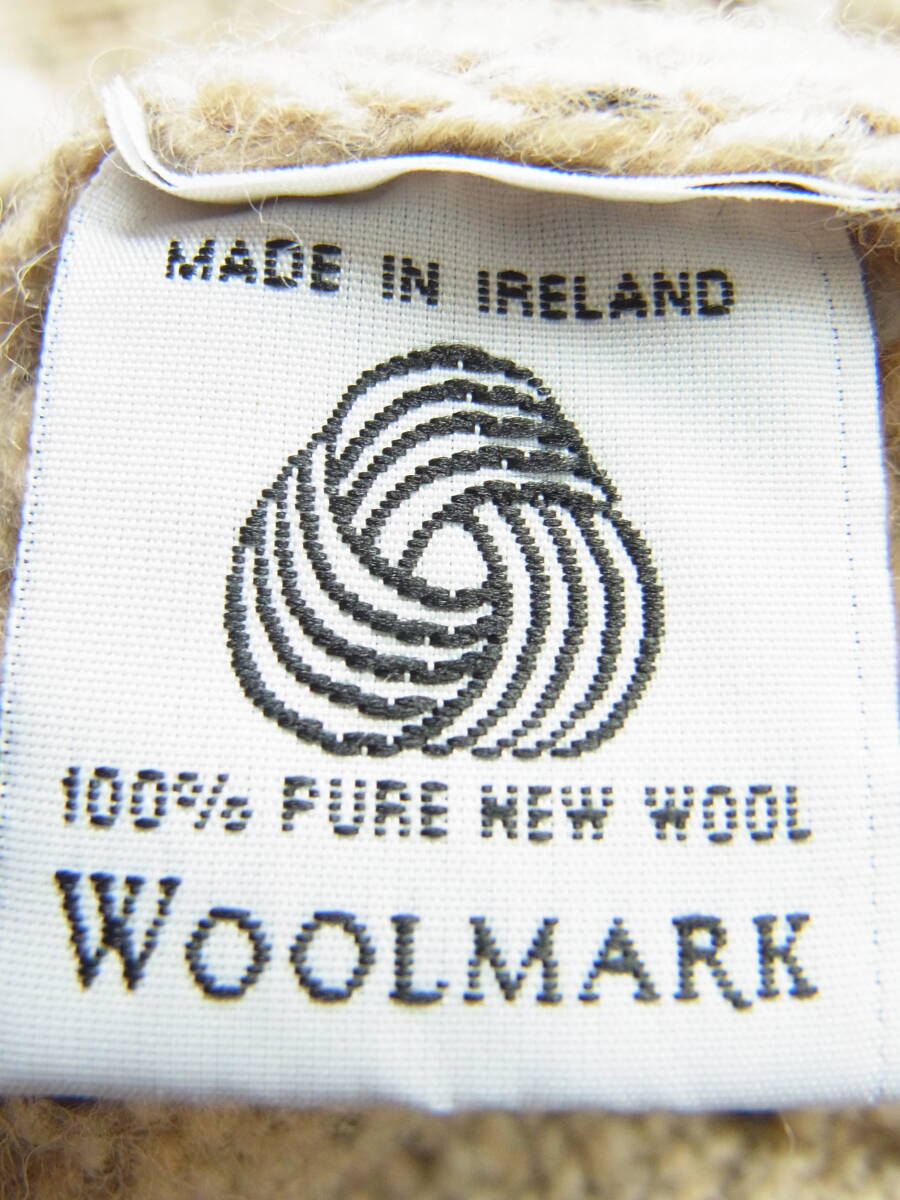 MADE IN IRELAND
100% PURE NEW WOOL
WOOLMARK